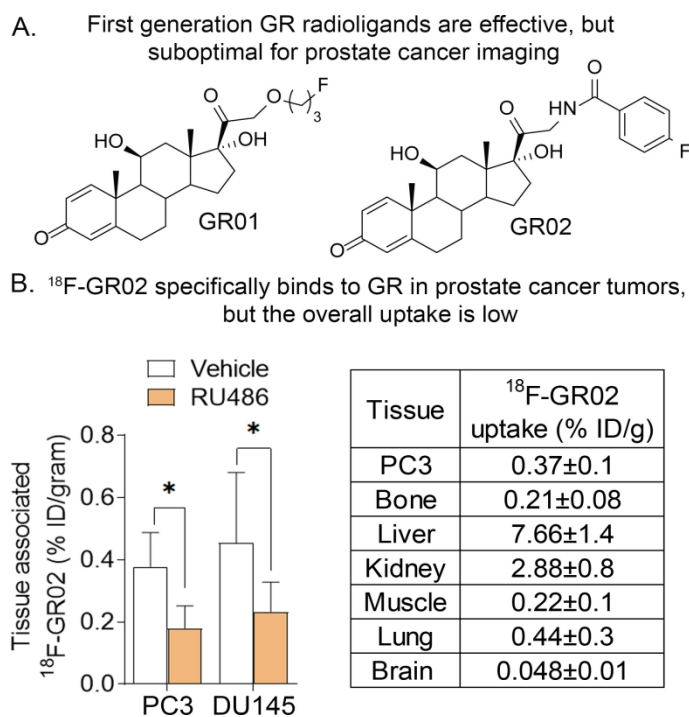 A. First generation GR radioligands are effective, but
suboptimal for prostate cancer imaging
F
O
O
( )3
HO
OH
O
GR01
O
O
NH
HO
OH
F
O
GR02
B. ¹⁸F-GR02 specifically binds to GR in prostate cancer tumors,
but the overall uptake is low
Vehicle
RU486
Tissue associated
¹⁸F-GR02 (% ID/gram)
0.8
0.6
0.4
0.2
0.0
*
*
PC3 DU145
Tissue ¹⁸F-GR02 uptake (% ID/g)
PC3 0.37±0.1
Bone 0.21±0.08
Liver 7.66±1.4
Kidney 2.88±0.8
Muscle 0.22±0.1
Lung 0.44±0.3
Brain 0.048±0.01